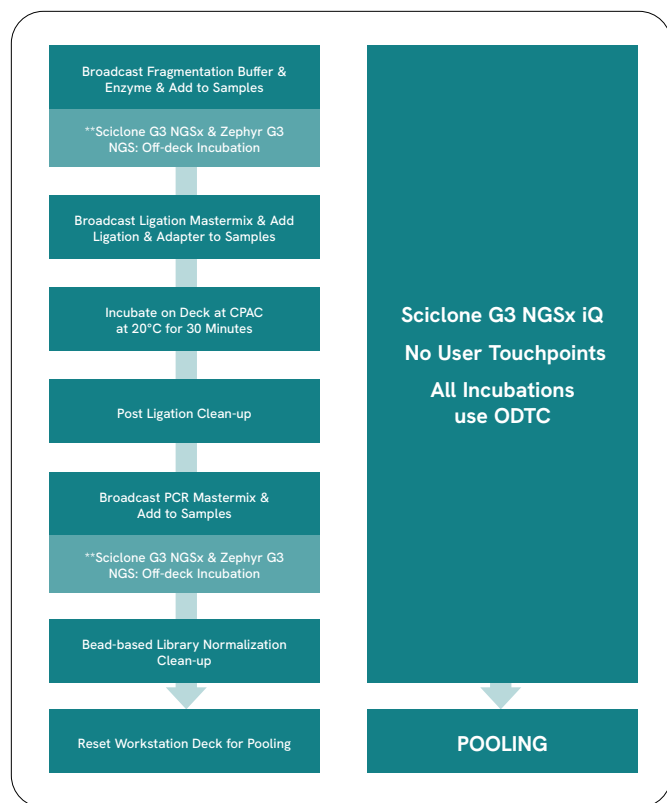 Broadcast Fragmentation Buffer &
Enzyme & Add to Samples
**Sciclone G3 NGSx & Zephyr G3
NGS: Off-deck Incubation
Broadcast Ligation Mastermix & Add
Ligation & Adapter to Samples
Incubate on Deck at CPAC
at 20°C for 30 Minutes
Post Ligation Clean-up
Broadcast PCR Mastermix &
Add to Samples
**Sciclone G3 NGSx & Zephyr G3
NGS: Off-deck Incubation
Bead-based Library Normalization
Clean-up
Reset Workstation Deck for Pooling
Sciclone G3 NGSx iQ
No User Touchpoints
All Incubations
use ODTC
POOLING